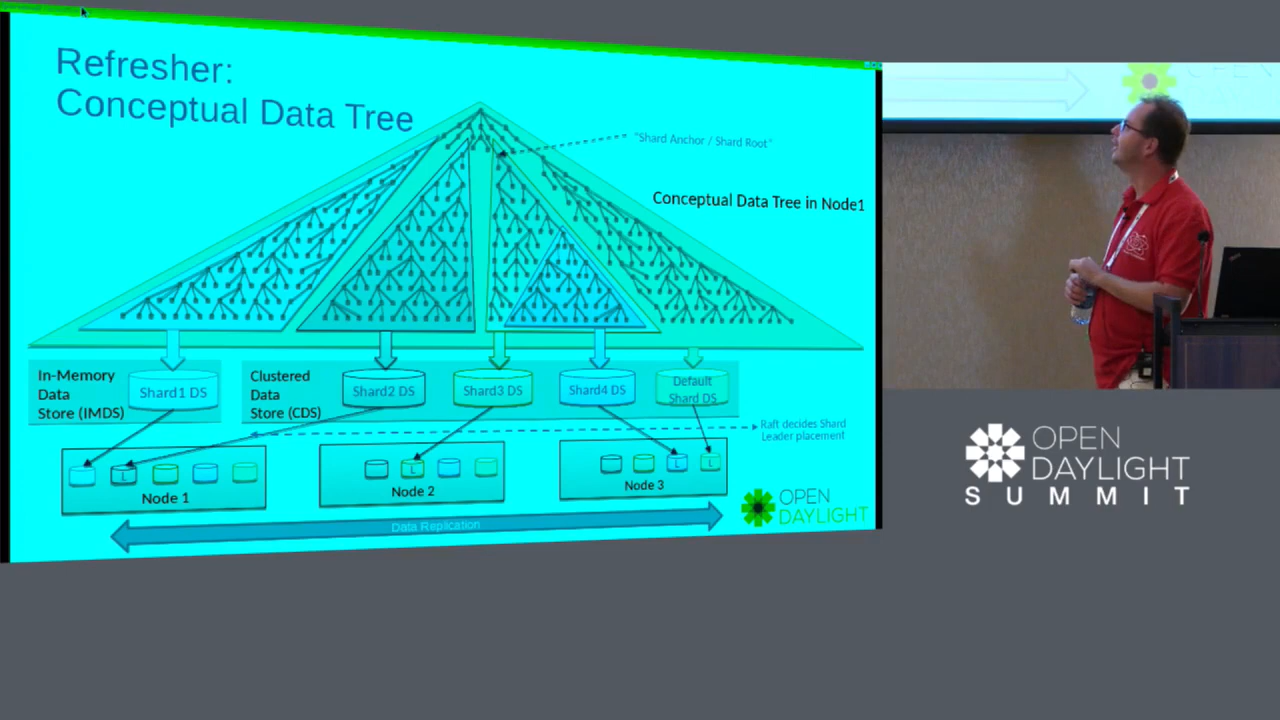 Refresher:
Conceptual Data Tree
"Shard Anchor / Shard Root"
Conceptual Data Tree in Node1
In-Memory
Data
Store (IMDS)
Shard1 DS
Clustered
Data
Store (CDS)
Shard2 DS
Shard3 DS
Shard4 DS
Default
Shard DS
Raft decides Shard
Leader placement
L
Node 1
L
Node 2
L
L
Node 3
Data Replication
OPEN
DAYLIGHT
OPEN
DAYLIGHT
SUMMIT